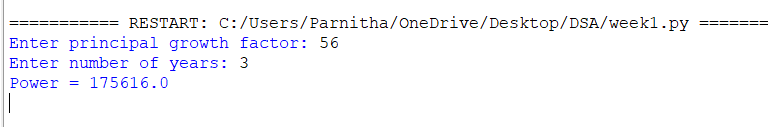 =========== RESTART: C:/Users/Parnitha/OneDrive/Desktop/DSA/week1.py =======
Enter principal growth factor: 56
Enter number of years: 3
Power = 175616.0